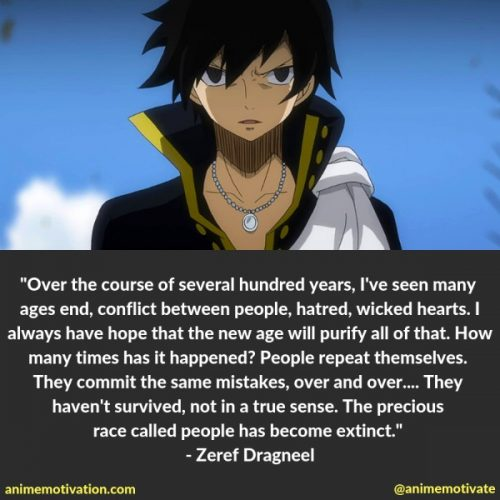 "Over the course of several hundred years, I've seen many
ages end, conflict between people, hatred, wicked hearts. I
always have hope that the new age will purify all of that. How
many times has it happened? People repeat themselves.
They commit the same mistakes, over and over.... They
haven't survived, not in a true sense. The precious
race called people has become extinct."
- Zeref Dragneel
animemotivation.com
@animemotivate